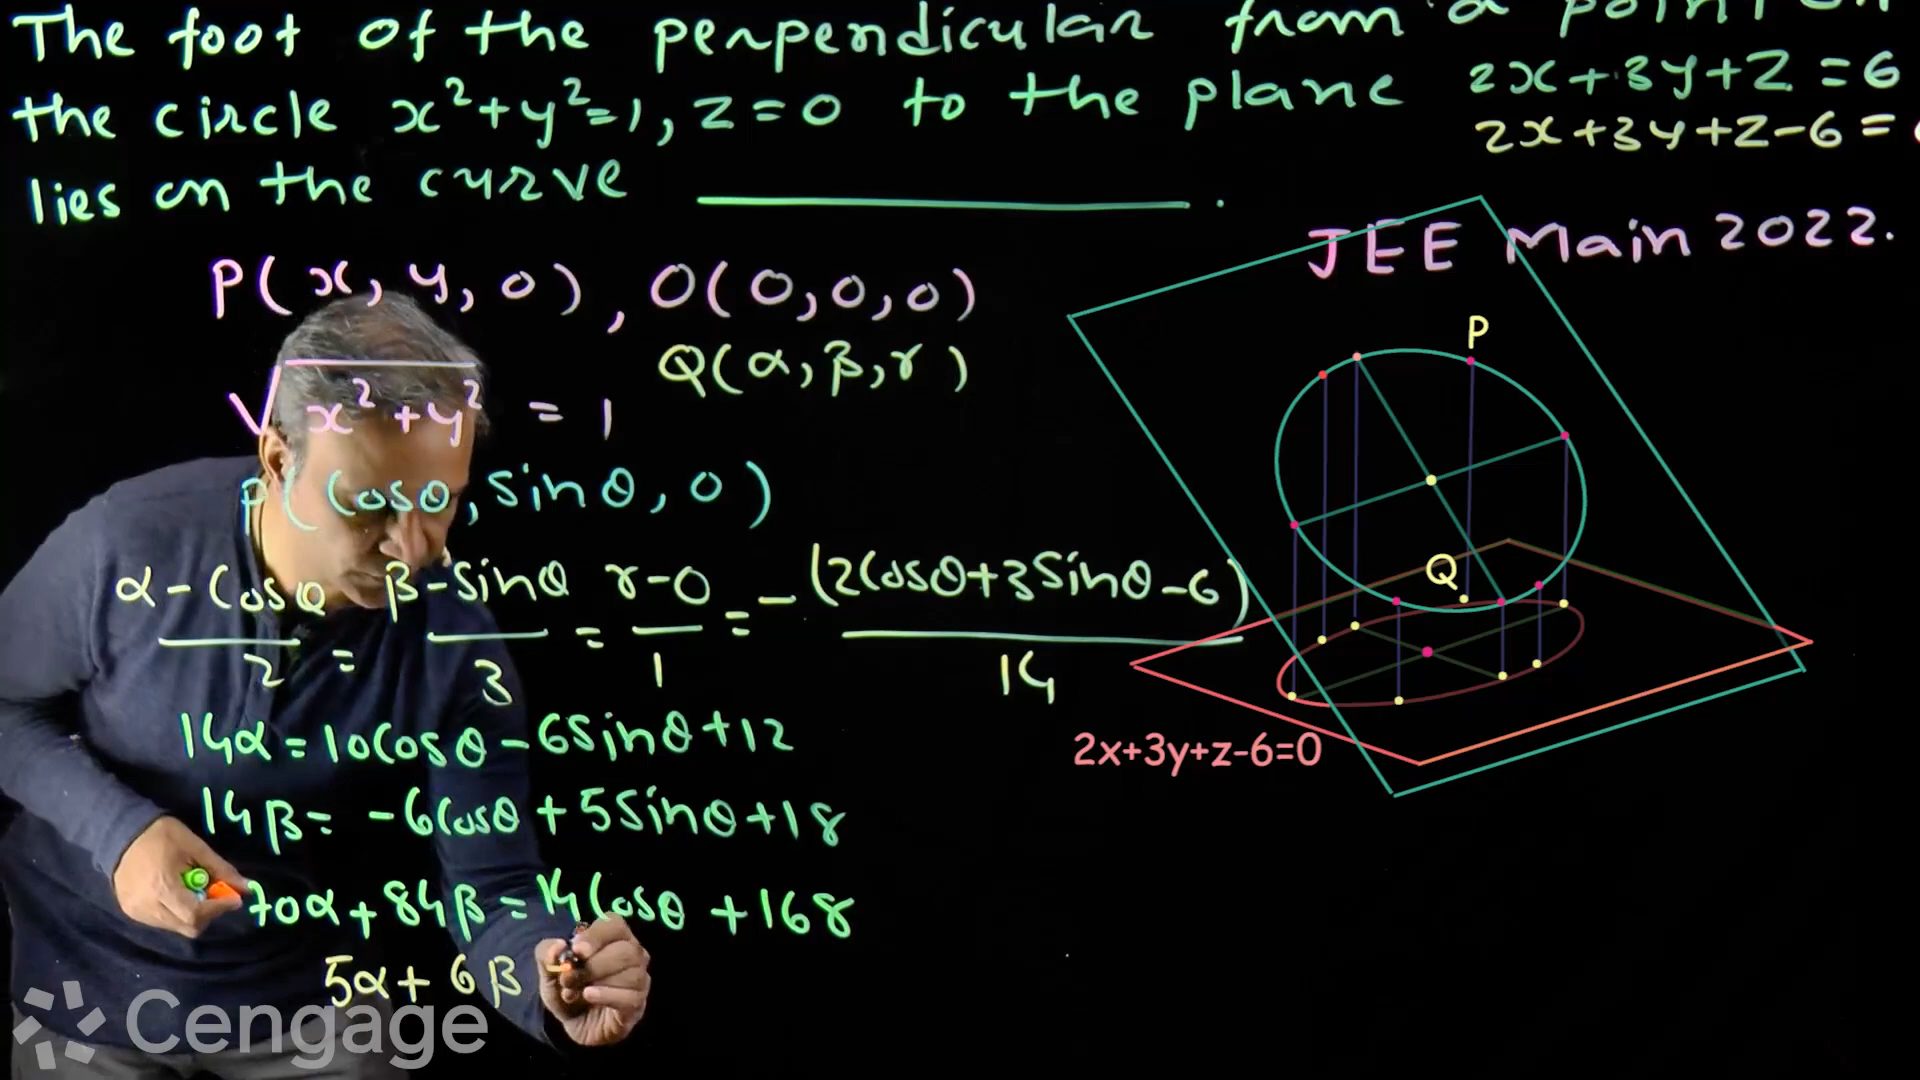 The foot of the perpendicular from a point on
the circle x²+y²=1, z=0 to the plane 2x+3y+z=6
2x+3y+z-6=
lies on the curve ________.
JEE Main 2022.
P(x, y, 0), O(0,0,0)
Q(α, β, r)
√x²+y² = 1
P(cosθ, sinθ, 0)
α-cosθ/2 = β-sinθ/3 = r-0/1 = -(2cosθ+3sinθ-6)/14
14α=10cosθ-6sinθ+12
14β=-6cosθ+5sinθ+18
70α+84β=14cosθ+168
5α+6β
P
Q
2x+3y+z-6=0
Cengage